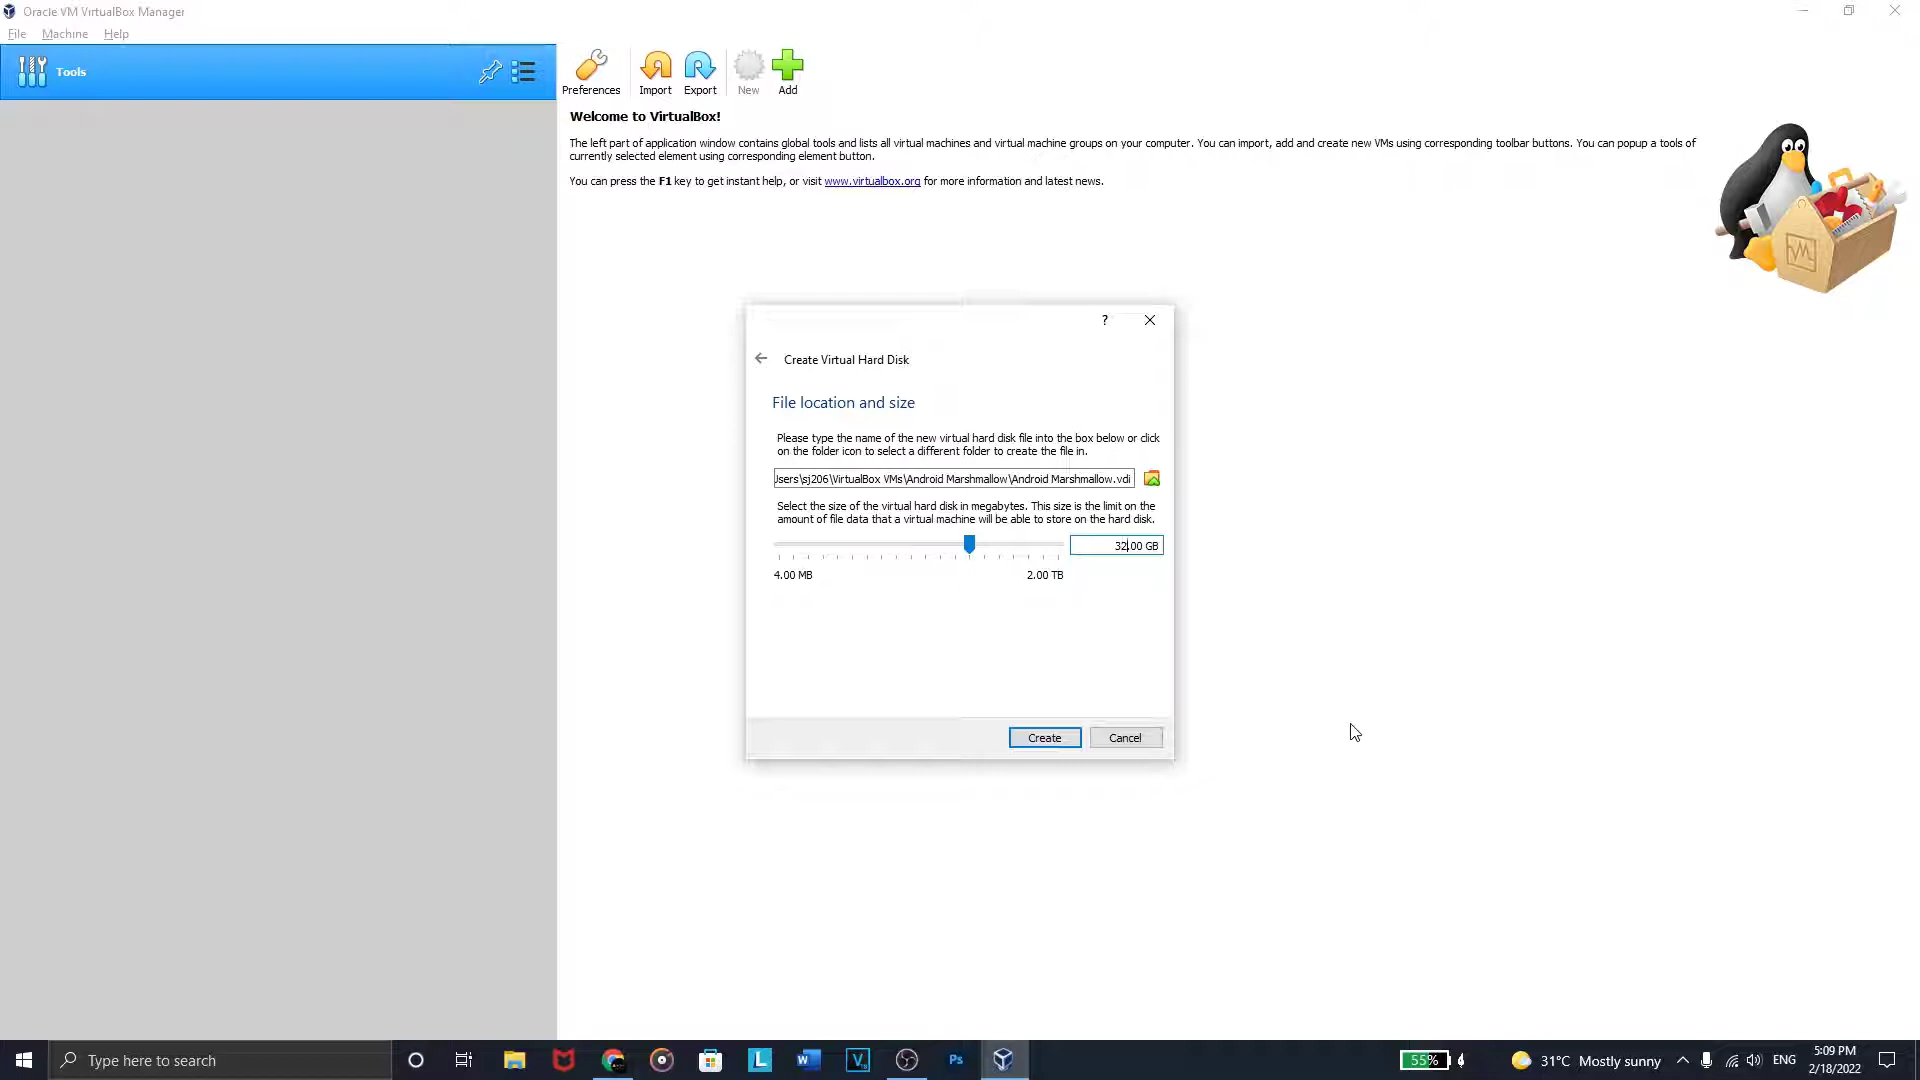 Oracle VM VirtualBox Manager
File Machine Help
Tools
Preferences Import Export New Add
Welcome to VirtualBox!
The left part of application window contains global tools and lists all virtual machines and virtual machine groups on your computer. You can import, add and create new VMs using corresponding toolbar buttons. You can popup a tools of
currently selected element using corresponding element button.
You can press the F1 key to get instant help, or visit www.virtualbox.org for more information and latest news.
?
Create Virtual Hard Disk
File location and size
Please type the name of the new virtual hard disk file into the box below or click
on the folder icon to select a different folder to create the file in.
Jsers\sj206\VirtualBox VMs\Android Marshmallow\Android Marshmallow.vdi
Select the size of the virtual hard disk in megabytes. This size is the limit on the
amount of file data that a virtual machine will be able to store on the hard disk.
32.00 GB
4.00 MB 2.00 TB
Create Cancel
Type here to search
L
W
V
Ps
55%
31°C Mostly sunny
ENG
5:09 PM
2/18/2022